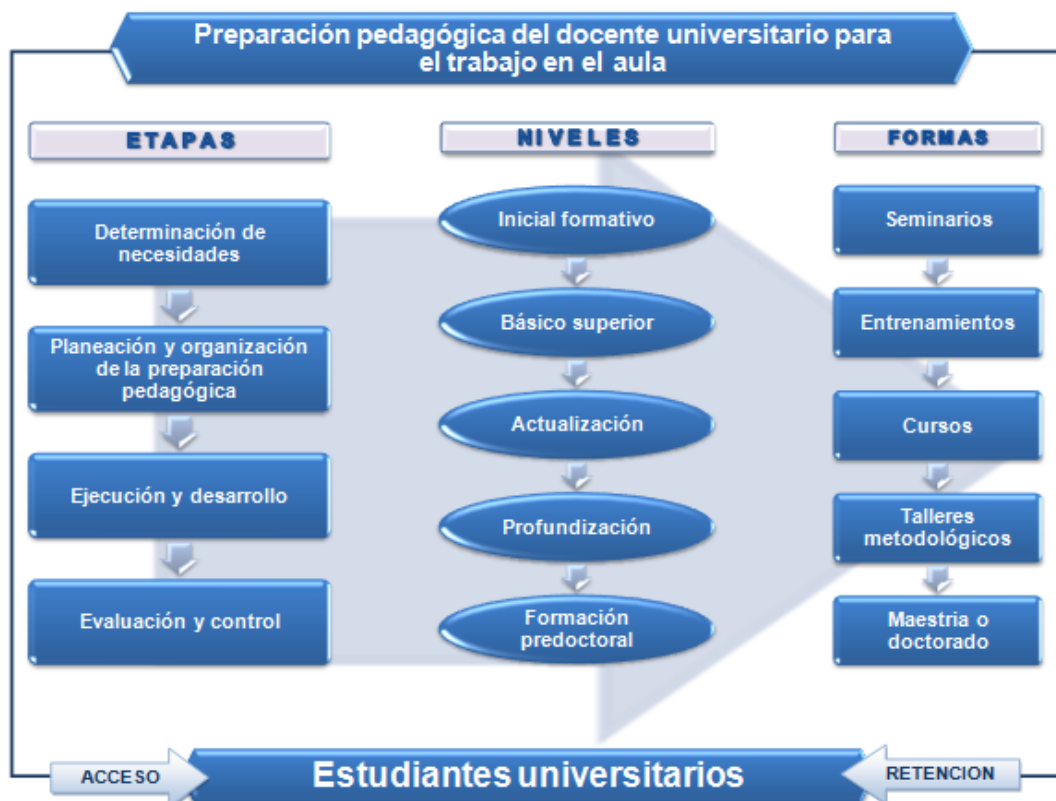 Preparación pedagógica del docente universitario para
el trabajo en el aula
ETAPAS
Determinación de
necesidades
Planeación y organización
de la preparación
pedagógica
Ejecución y desarrollo
Evaluación y control
NIVELES
Inicial formativo
Básico superior
Actualización
Profundización
Formación
predoctoral
FORMAS
Seminarios
Entrenamientos
Cursos
Talleres
metodológicos
Maestria o
doctorado
ACCESO
Estudiantes universitarios
RETENCION